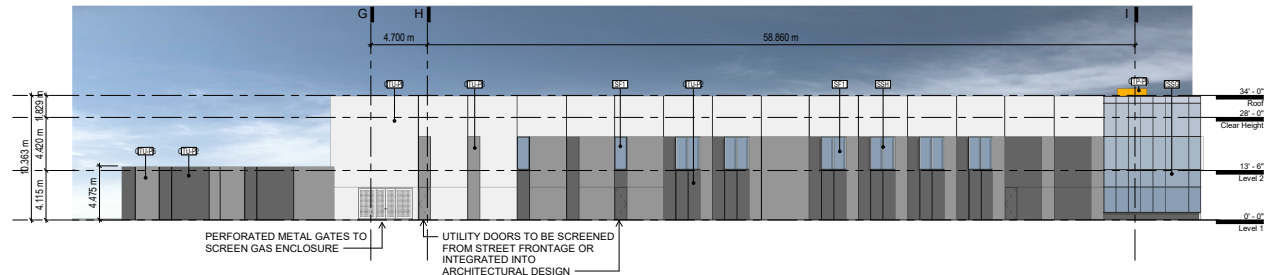 G
H
I
4.700 m
58.860 m
SF1
SF1
SSH
34' - 0"
Roof
28' - 0"
Clear Height
13' - 6"
Level 2
0' - 0"
Level 1
1.829 m
4.420 m
10.363 m
4.115 m
4.475 m
PERFORATED METAL GATES TO
SCREEN GAS ENCLOSURE
UTILITY DOORS TO BE SCREENED
FROM STREET FRONTAGE OR
INTEGRATED INTO
ARCHITECTURAL DESIGN